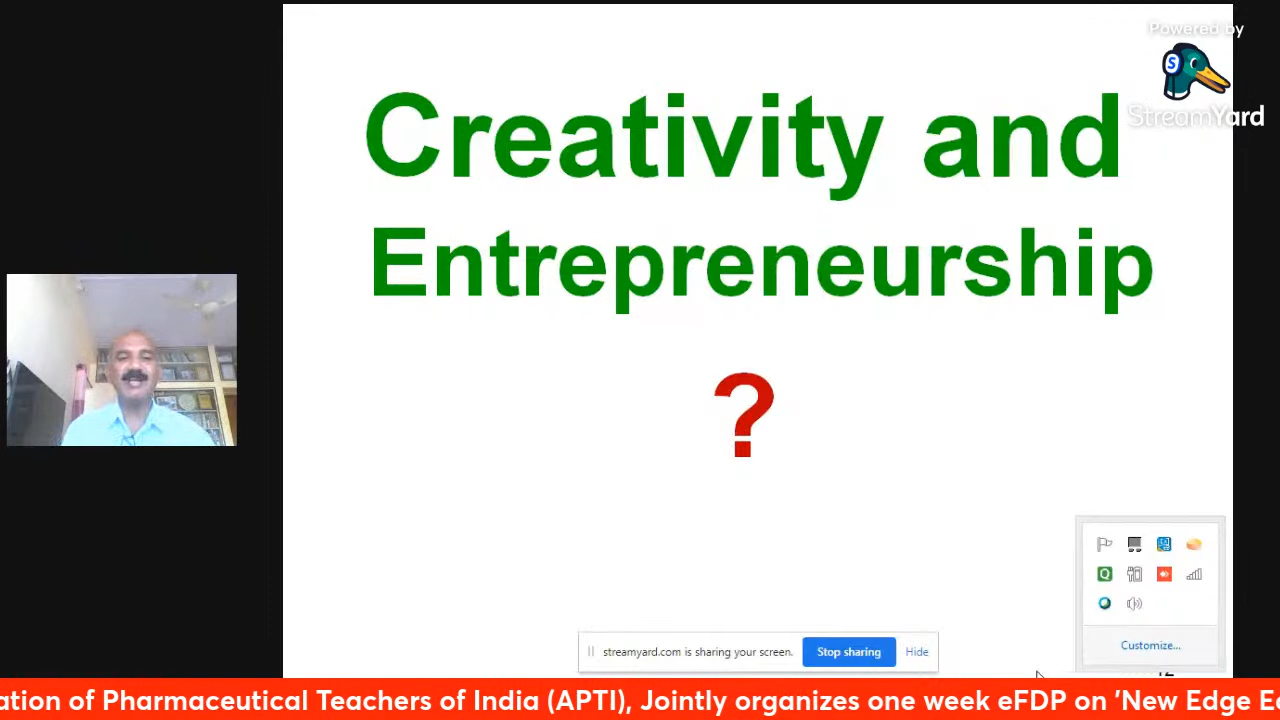 Powered by
StreamYard
Creativity and
Entrepreneurship
?
streamyard.com is sharing your screen.
Stop sharing
Hide
Customize...
12
ation of Pharmaceutical Teachers of India (APTI), Jointly organizes one week eFDP on 'New Edge E